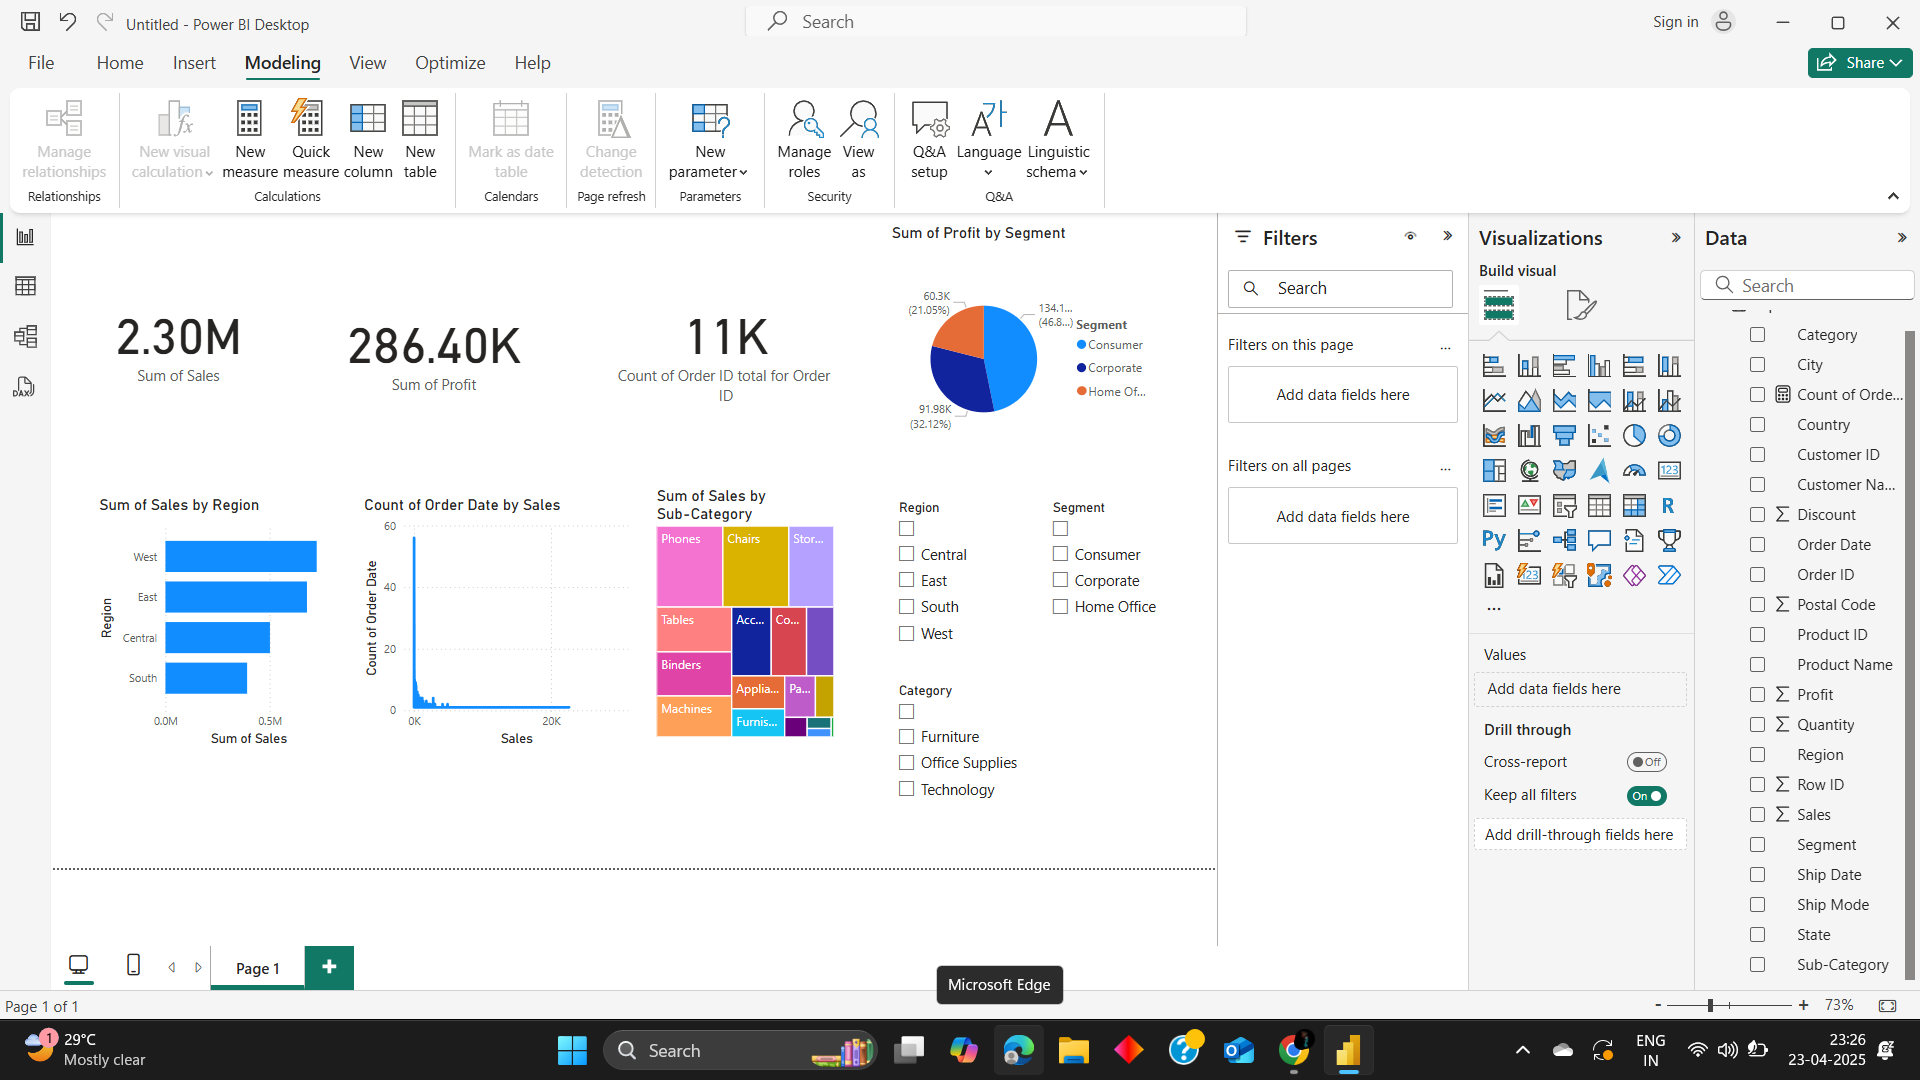 Untitled - Power BI Desktop
Search
Sign in
File
Home
Insert
Modeling
View
Optimize
Help
Share
Manage relationships
New visual calculation
New measure
Quick measure
New column
New table
Mark as date table
Change detection
New parameter
Manage roles
View as
Q&A setup
Language
Linguistic schema
Relationships
Calculations
Calendars
Page refresh
Parameters
Security
Q&A
2.30M
Sum of Sales
286.40K
Sum of Profit
11K
Count of Order ID total for Order
ID
Sum of Profit by Segment
60.3K
(21.05%)
134.1...
(46.8...)
91.98K
(32.12%)
Segment
Consumer
Corporate
Home Of...
Sum of Sales by Region
Region
West
East
Central
South
0.0M
0.5M
Sum of Sales
Count of Order Date by Sales
Count of Order Date
60
40
20
0
0K
20K
Sales
Sum of Sales by
Sub-Category
Phones
Chairs
Stor...
Tables
Acc...
Co...
Binders
Applia...
Pa...
Machines
Furnis...
Region
Central
East
South
West
Segment
Consumer
Corporate
Home Office
Category
Furniture
Office Supplies
Technology
Filters
Search
Filters on this page
...
Add data fields here
Filters on all pages
...
Add data fields here
Visualizations
Build visual
123
R
Py
123
...
Values
Add data fields here
Drill through
Cross-report
Off
Keep all filters
On
Add drill-through fields here
Data
Search
Category
City
Count of Orde...
Country
Customer ID
Customer Na...
Discount
Order Date
Order ID
Postal Code
Product ID
Product Name
Profit
Quantity
Region
Row ID
Sales
Segment
Ship Date
Ship Mode
State
Sub-Category
DAX
Page 1
+
Microsoft Edge
Page 1 of 1
-
+
73%
1
29°C
Mostly clear
Search
ENG
IN
23:26
23-04-2025